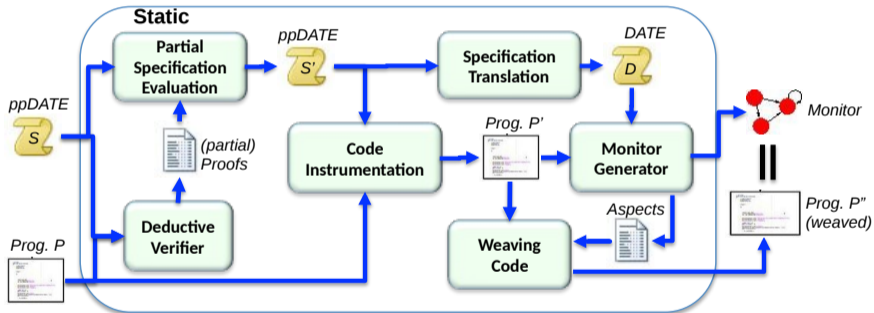 Static
Partial
Specification
Evaluation
ppDATE
S'
Specification
Translation
DATE
D
ppDATE
S
(partial)
Proofs
Code
Instrumentation
Prog. P'
Monitor
Generator
Monitor
Deductive
Verifier
Aspects
Prog. P"
(weaved)
Prog. P
Weaving
Code